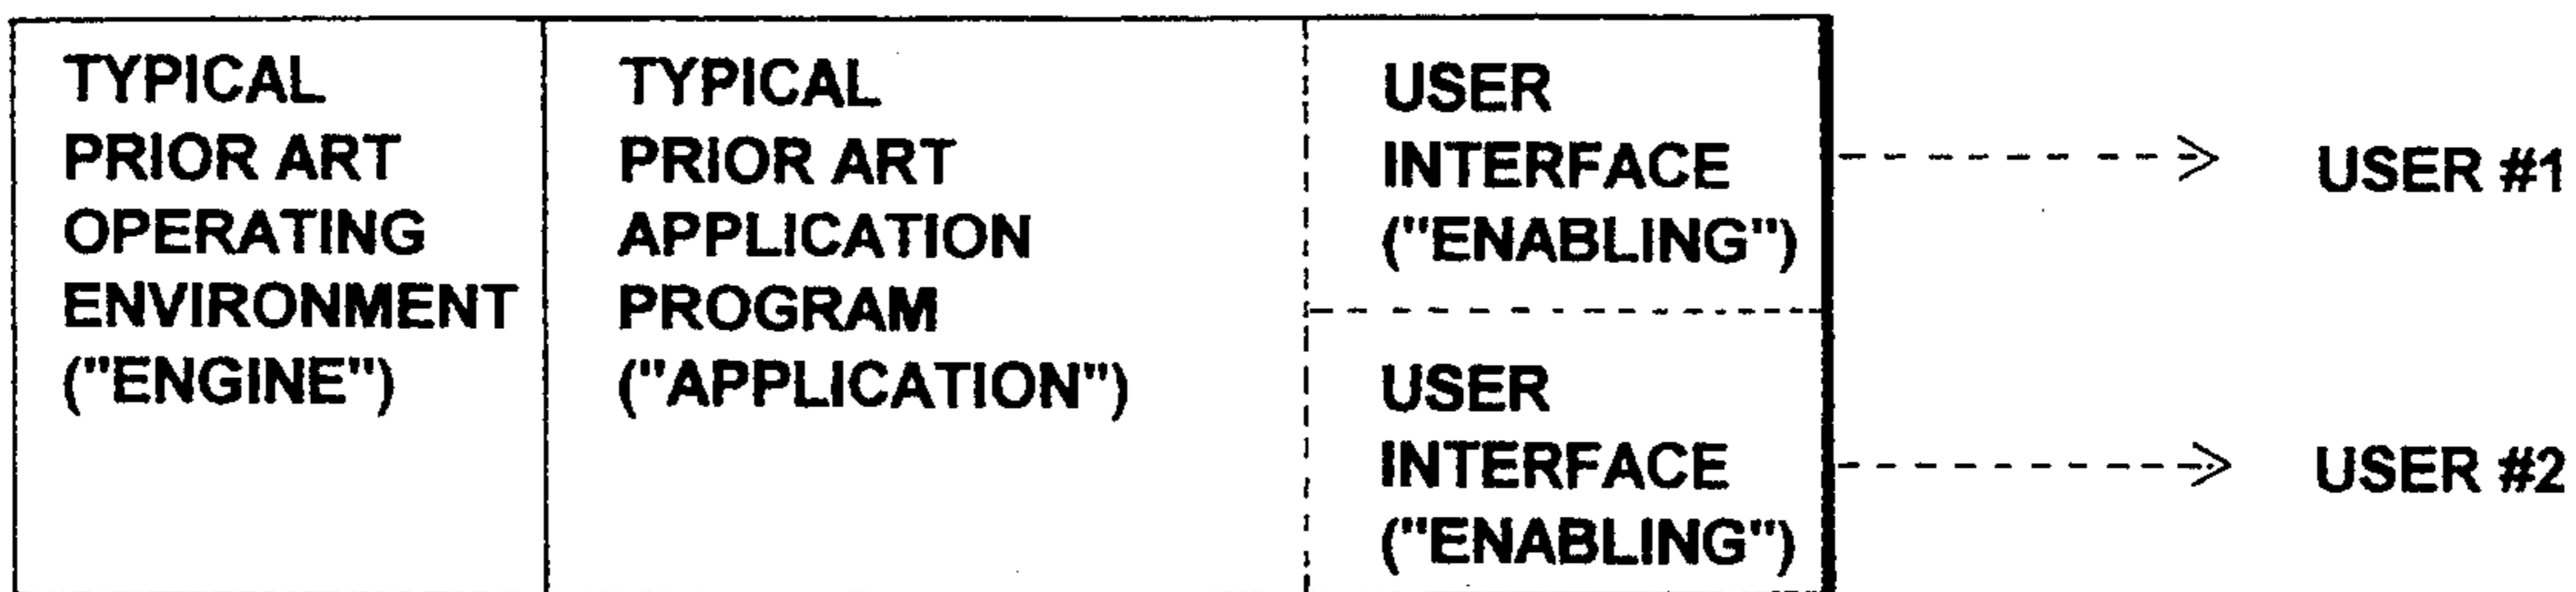 TYPICAL
PRIOR ART
OPERATING
ENVIRONMENT
("ENGINE")
TYPICAL
PRIOR ART
APPLICATION
PROGRAM
("APPLICATION")
USER
INTERFACE
("ENABLING")
USER
INTERFACE
("ENABLING")
USER #1
USER #2